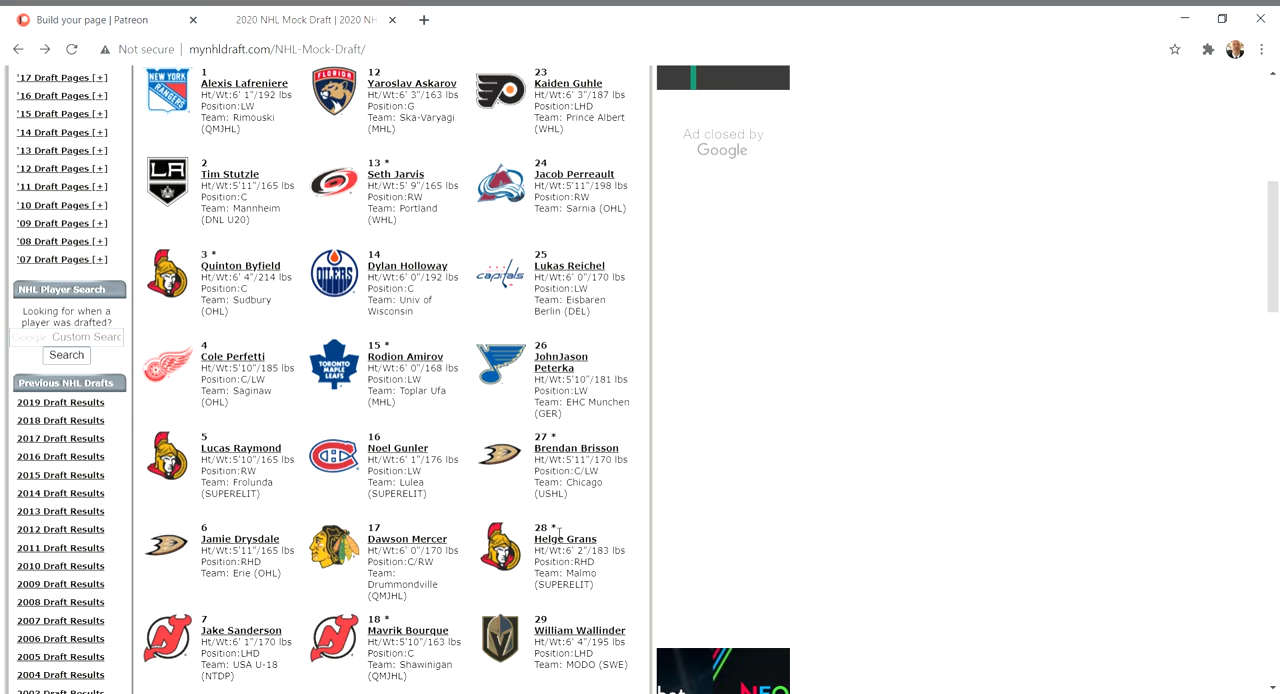 Build your page | Patreon
2020 NHL Mock Draft | 2020 NH
Not secure | mynhldraft.com/NHL-Mock-Draft/
'17 Draft Pages [+]
'16 Draft Pages [+]
'15 Draft Pages [+]
'14 Draft Pages [+]
'13 Draft Pages [+]
'12 Draft Pages [+]
'11 Draft Pages [+]
'10 Draft Pages [+]
'09 Draft Pages [+]
'08 Draft Pages [+]
'07 Draft Pages [+]
NHL Player Search
Looking for when a
player was drafted?
Google Custom Searc
Search
Previous NHL Drafts
2019 Draft Results
2018 Draft Results
2017 Draft Results
2016 Draft Results
2015 Draft Results
2014 Draft Results
2013 Draft Results
2012 Draft Results
2011 Draft Results
2010 Draft Results
2009 Draft Results
2008 Draft Results
2007 Draft Results
2006 Draft Results
2005 Draft Results
2004 Draft Results
2003 Draft Results
NEW YORK
RANGERS
1
Alexis Lafreniere
Ht/Wt:6' 1"/192 lbs
Position:LW
Team: Rimouski
(QMJHL)
LA
2
Tim Stutzle
Ht/Wt:5'11"/165 lbs
Position:C
Team: Mannheim
(DNL U20)
3 *
Quinton Byfield
Ht/Wt:6' 4"/214 lbs
Position:C
Team: Sudbury
(OHL)
4
Cole Perfetti
Ht/Wt:5'10"/185 lbs
Position:C/LW
Team: Saginaw
(OHL)
5
Lucas Raymond
Ht/Wt:5'10"/165 lbs
Position:RW
Team: Frolunda
(SUPERELIT)
6
Jamie Drysdale
Ht/Wt:5'11"/165 lbs
Position:RHD
Team: Erie (OHL)
7
Jake Sanderson
Ht/Wt:6' 1"/170 lbs
Position:LHD
Team: USA U-18
(NTDP)
FLORIDA
12
Yaroslav Askarov
Ht/Wt:6' 3"/163 lbs
Position:G
Team: Ska-Varyagi
(MHL)
13 *
Seth Jarvis
Ht/Wt:5' 9"/165 lbs
Position:RW
Team: Portland
(WHL)
OILERS
14
Dylan Holloway
Ht/Wt:6' 0"/192 lbs
Position:C
Team: Univ of
Wisconsin
TORONTO
MAPLE
LEAFS
15 *
Rodion Amirov
Ht/Wt:6' 0"/168 lbs
Position:LW
Team: Toplar Ufa
(MHL)
16
Noel Gunler
Ht/Wt:6' 1"/176 lbs
Position:LW
Team: Lulea
(SUPERELIT)
17
Dawson Mercer
Ht/Wt:6' 0"/170 lbs
Position:C/RW
Team:
Drummondville
(QMJHL)
18 *
Mavrik Bourque
Ht/Wt:5'10"/163 lbs
Position:C
Team: Shawinigan
(QMJHL)
23
Kaiden Guhle
Ht/Wt:6' 3"/187 lbs
Position:LHD
Team: Prince Albert
(WHL)
24
Jacob Perreault
Ht/Wt:5'11"/198 lbs
Position:RW
Team: Sarnia (OHL)
capitals
25
Lukas Reichel
Ht/Wt:6' 0"/170 lbs
Position:LW
Team: Eisbaren
Berlin (DEL)
26
JohnJason
Peterka
Ht/Wt:5'10"/181 lbs
Position:LW
Team: EHC Munchen
(GER)
27 *
Brendan Brisson
Ht/Wt:5'11"/170 lbs
Position:C/LW
Team: Chicago
(USHL)
28 *
Helge Grans
Ht/Wt:6' 2"/183 lbs
Position:RHD
Team: Malmo
(SUPERELIT)
29
William Wallinder
Ht/Wt:6' 4"/195 lbs
Position:LHD
Team: MODO (SWE)
Ad closed by
Google